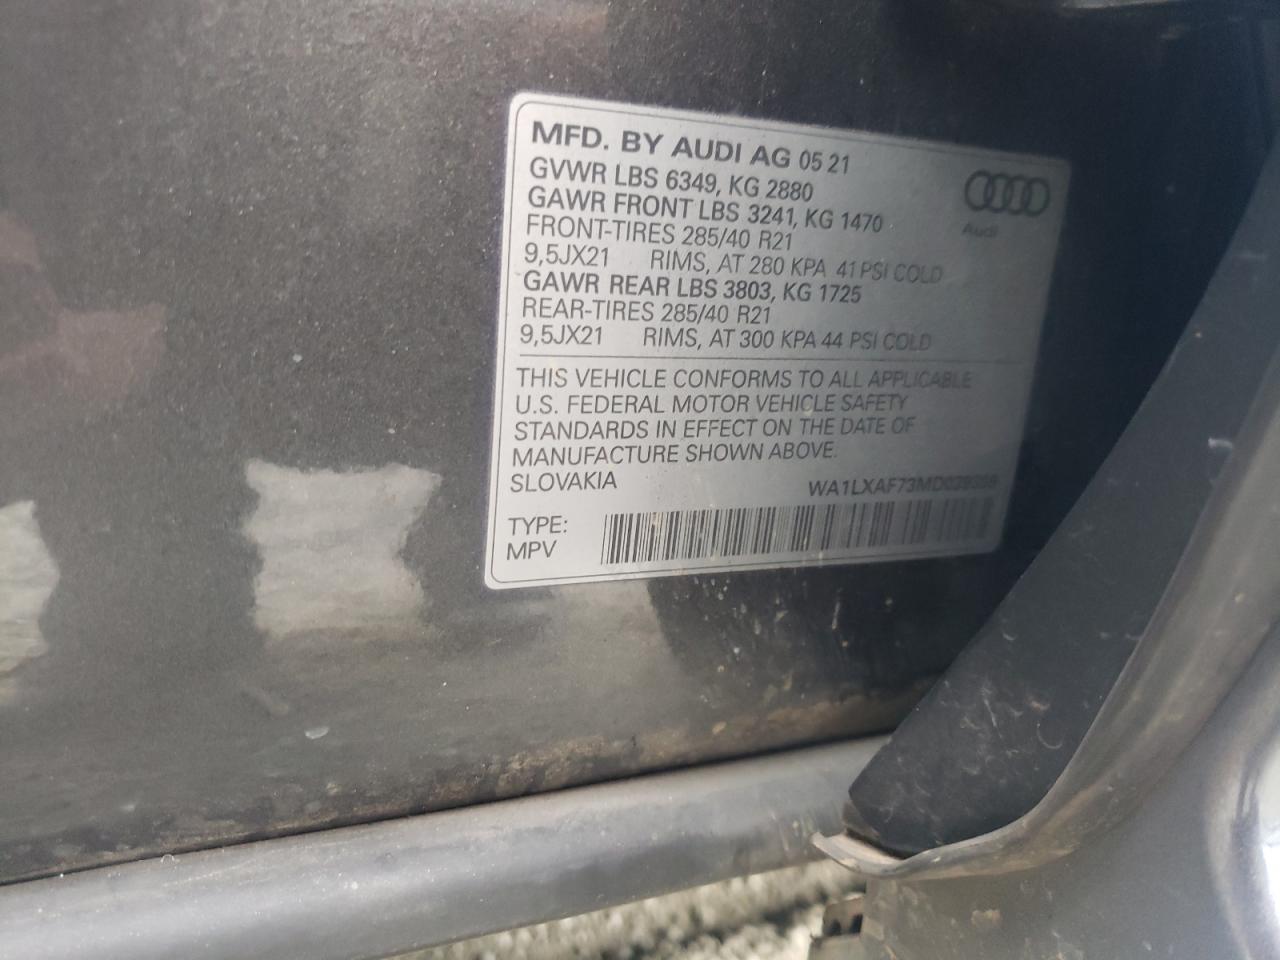 MFD. BY AUDI AG 05 21
GVWR LBS 6349, KG 2880
GAWR FRONT LBS 3241, KG 1470
FRONT-TIRES 285/40 R21
9,5JX21 RIMS, AT 280 KPA 41 PSI COLD
GAWR REAR LBS 3803, KG 1725
REAR-TIRES 285/40 R21
9,5JX21 RIMS, AT 300 KPA 44 PSI COLD
Audi
THIS VEHICLE CONFORMS TO ALL APPLICABLE
U.S. FEDERAL MOTOR VEHICLE SAFETY
STANDARDS IN EFFECT ON THE DATE OF
MANUFACTURE SHOWN ABOVE.
SLOVAKIA
TYPE:
MPV